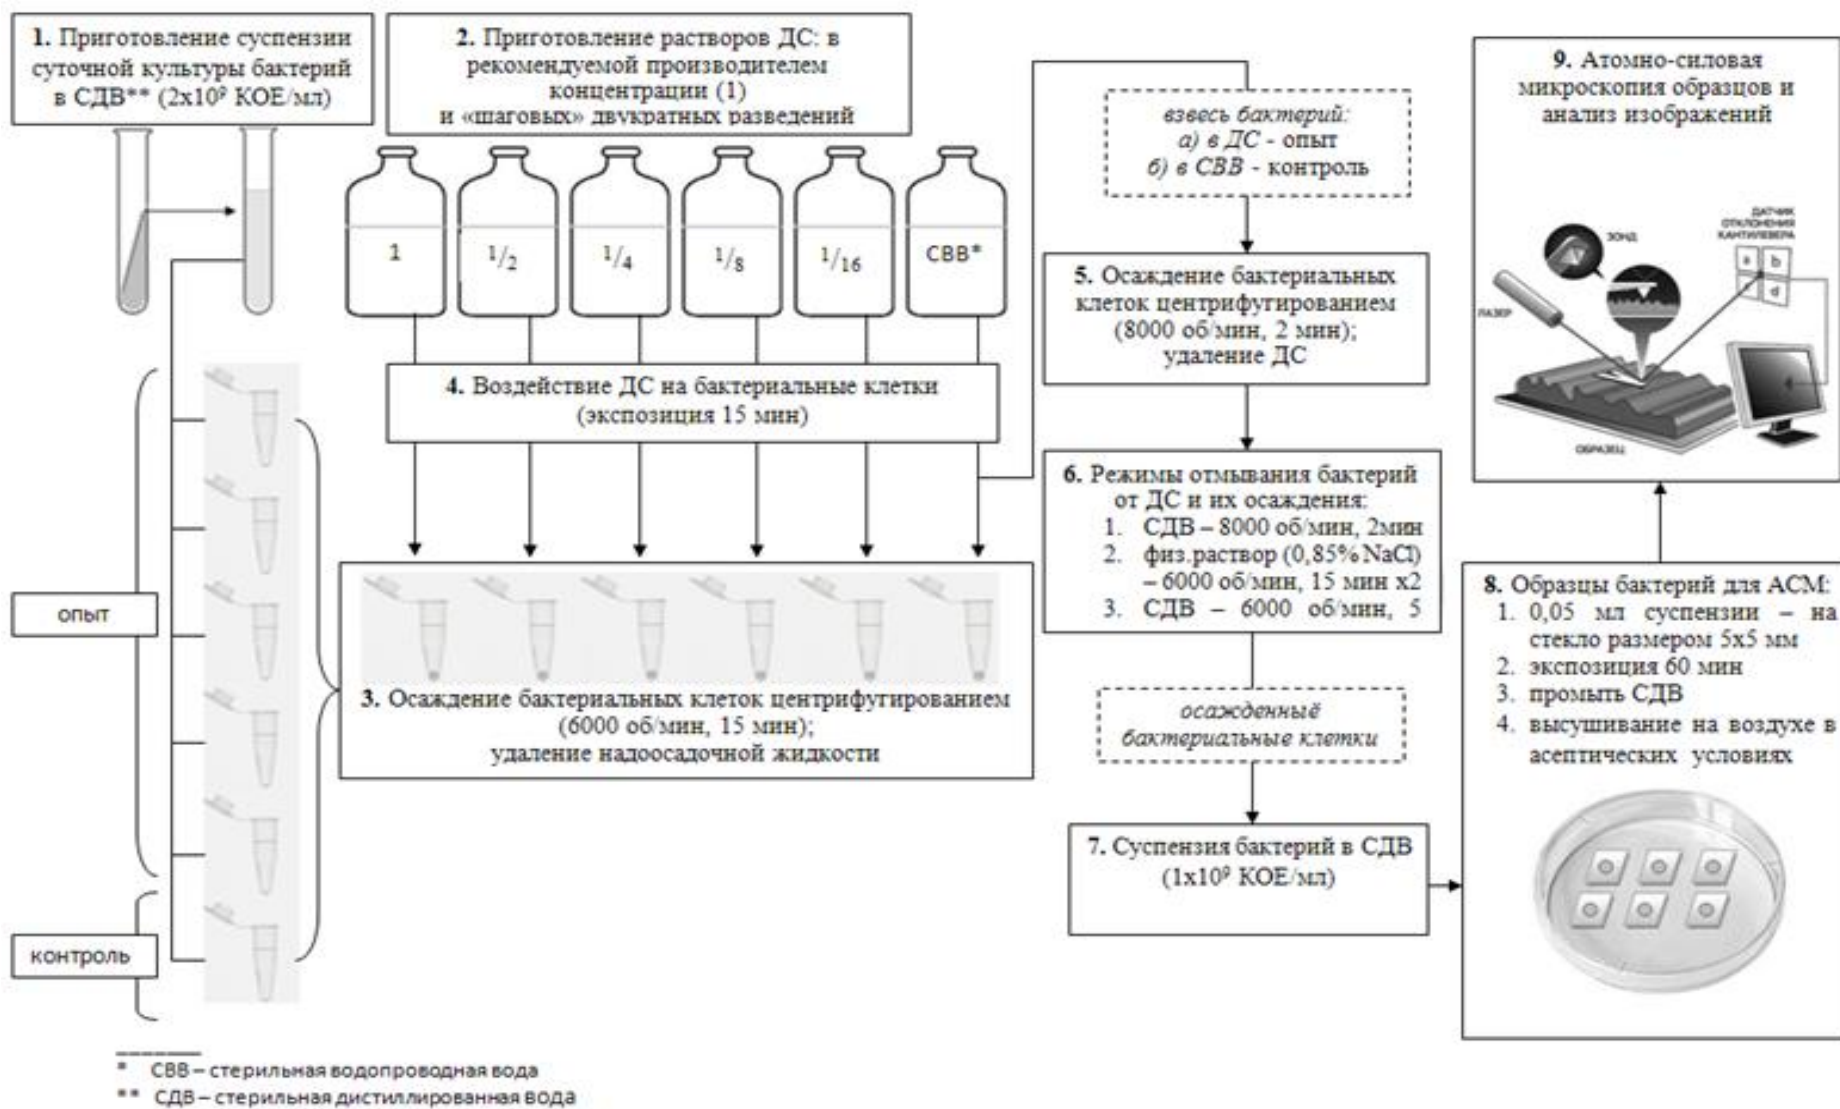 1. Приготовление суспензии
суточной культуры бактерий
в СДВ** (2х10⁹ КОЕ/мл)
2. Приготовление растворов ДС: в
рекомендуемой производителем
концентрации (1)
и «шаговых» двукратных разведений
1
1/2
1/4
1/8
1/16
СВВ*
4. Воздействие ДС на бактериальные клетки
(экспозиция 15 мин)
опыт
контроль
3. Осаждение бактериальных клеток центрифугированием
(6000 об/мин, 15 мин);
удаление надоосадочной жидкости
взвесь бактерий:
а) в ДС - опыт
б) в СВВ - контроль
5. Осаждение бактериальных
клеток центрифугированием
(8000 об/мин, 2 мин);
удаление ДС
6. Режимы отмывания бактерий
от ДС и их осаждения:
1. СДВ – 8000 об/мин, 2мин
2. физ.раствор (0,85% NaCl)
– 6000 об/мин, 15 мин х2
3. СДВ – 6000 об/мин, 5
осажденные
бактериальные клетки
7. Суспензия бактерий в СДВ
(1х10⁹ КОЕ/мл)
8. Образцы бактерий для АСМ:
1. 0,05 мл суспензии – на
стекло размером 5х5 мм
2. экспозиция 60 мин
3. промыть СДВ
4. высушивание на воздухе в
асептических условиях
9. Атомно-силовая
микроскопия образцов и
анализ изображений
ДАТЧИК
ОТКЛОНЕНИЯ
КАНТИЛЕВЕРА
ЗОНД
a b
d
ЛАЗЕР
ОБРАЗЕЦ
* СВВ – стерильная водопроводная вода
** СДВ – стерильная дистиллированная вода